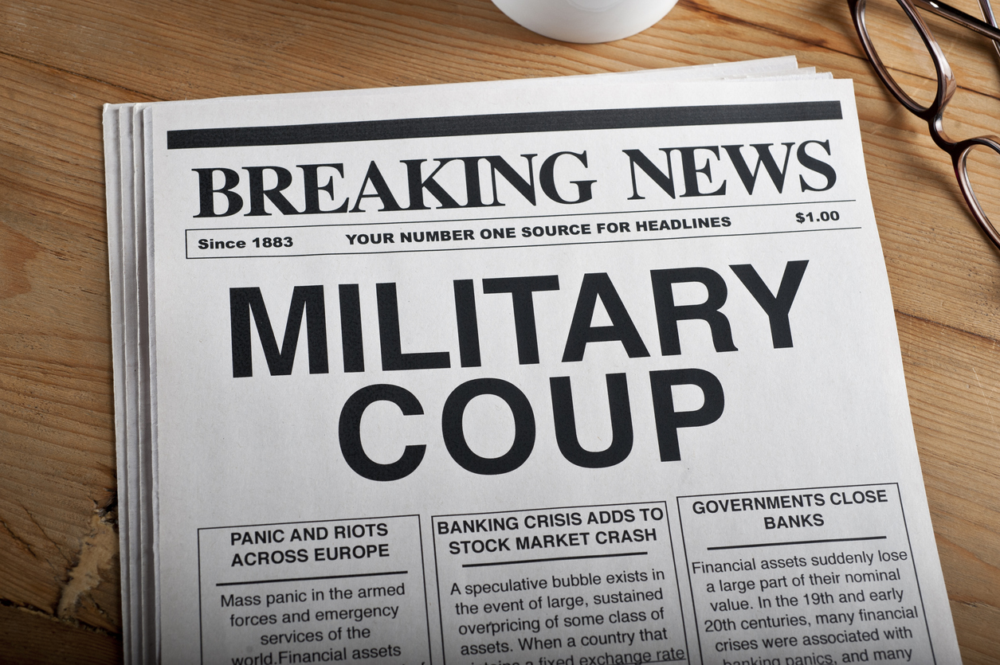 BREAKING NEWS
Since 1883 YOUR NUMBER ONE SOURCE FOR HEADLINES $1.00
MILITARY
COUP
PANIC AND RIOTS
ACROSS EUROPE
Mass panic in the armed
forces and emergency
services of the
world.Financial assets
BANKING CRISIS ADDS TO
STOCK MARKET CRASH
A speculative bubble exists in
the event of large, sustained
overpricing of some class of
assets. When a country that
a fixed exchange rate
GOVERNMENTS CLOSE
BANKS
Financial assets suddenly lose
a large part of their nominal
value. In the 19th and early
20th centuries, many financial
crises were associated with
banking panics, and many